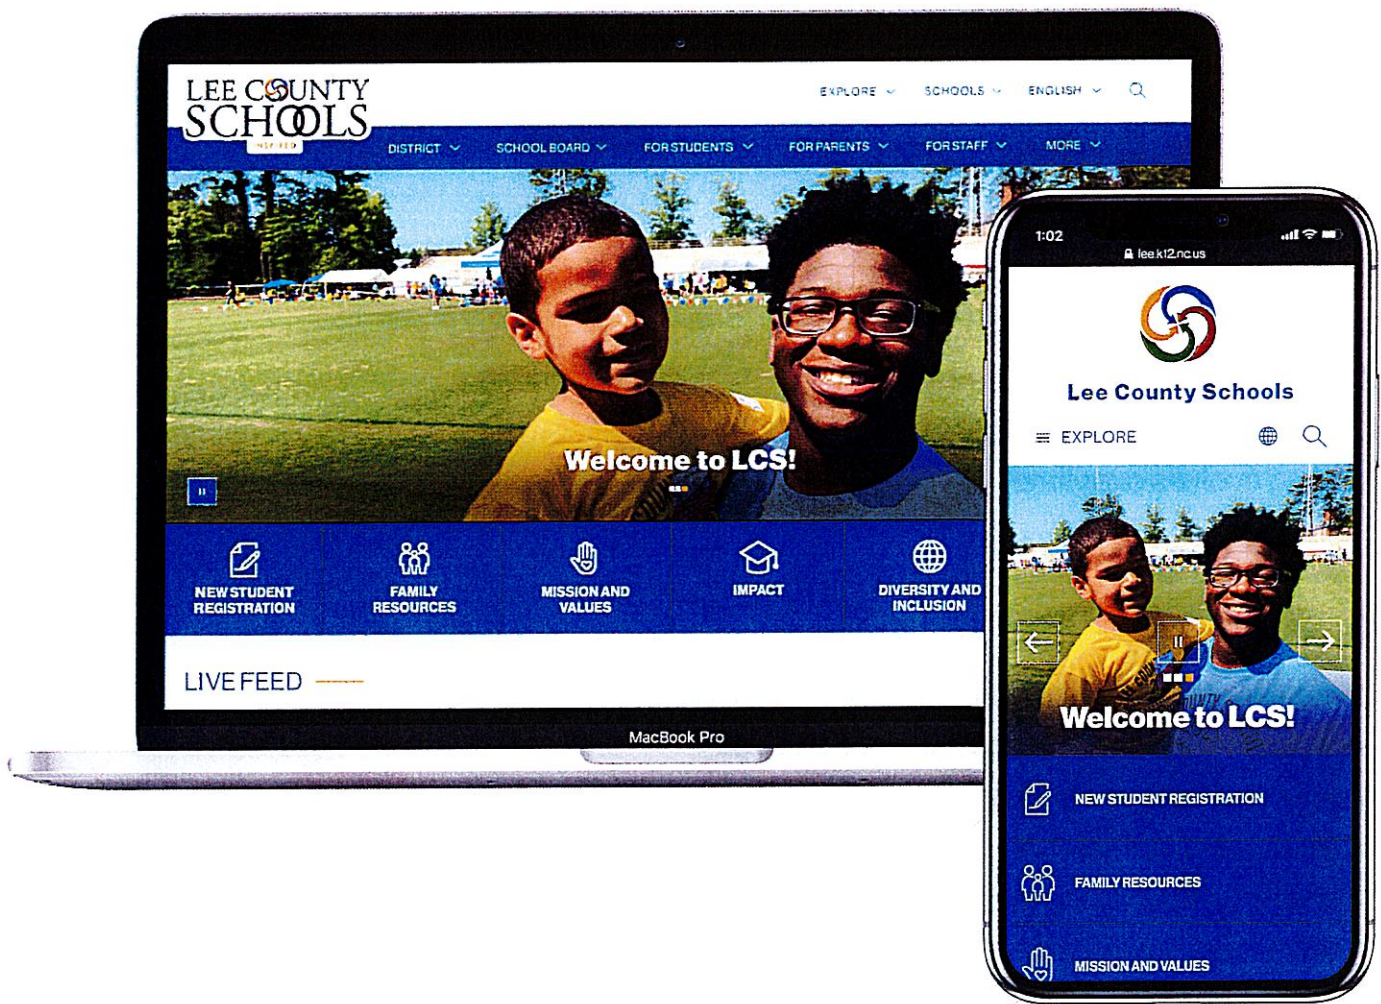 LEE COUNTY
SCHOOLS
INSPIRED
EXPLORE
SCHOOLS
ENGLISH
DISTRICT
SCHOOL BOARD
FOR STUDENTS
FOR PARENTS
FOR STAFF
MORE
Welcome to LCS!
NEW STUDENT
REGISTRATION
FAMILY
RESOURCES
MISSION AND
VALUES
IMPACT
DIVERSITY AND
INCLUSION
LIVE FEED
MacBook Pro
1:02
lee.k12.nc.us
Lee County Schools
EXPLORE
Welcome to LCS!
NEW STUDENT REGISTRATION
FAMILY RESOURCES
MISSION AND VALUES